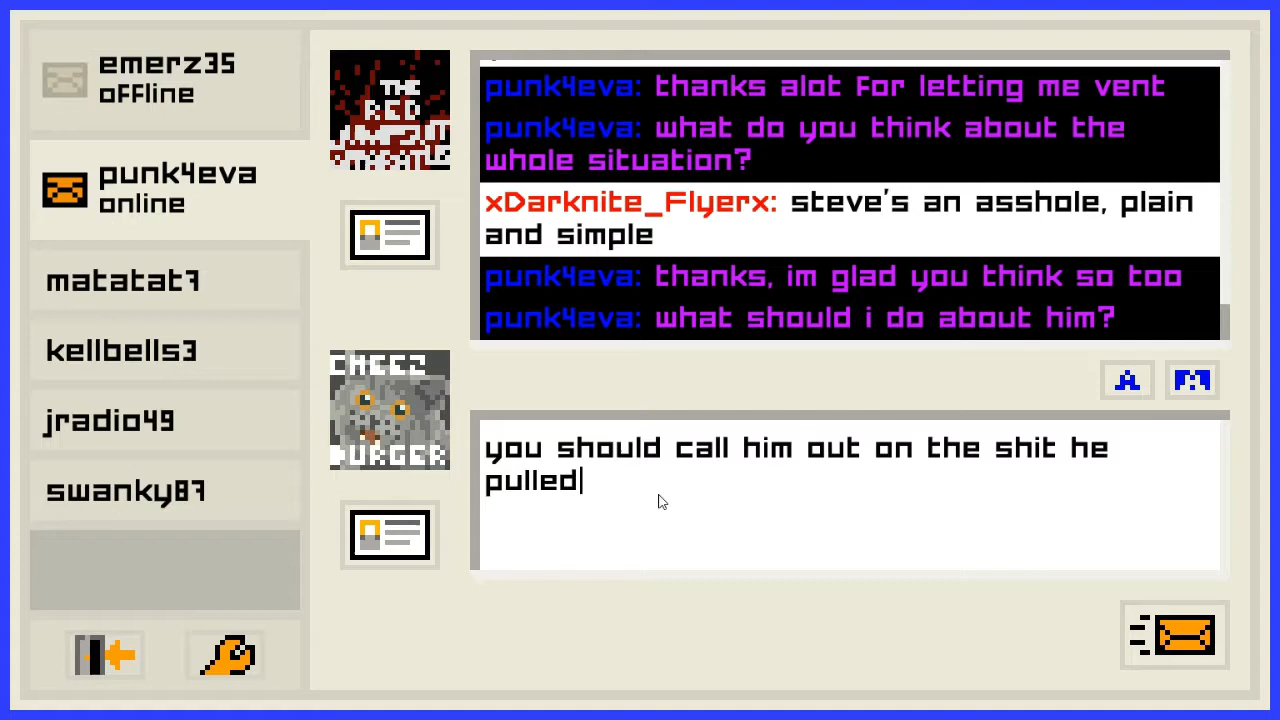 emerz35
offline
punk4eva
online
matatat7
kellbells3
jradio49
swanky87
THE
RED
punk4eva: thanks alot for letting me vent
punk4eva: what do you think about the
whole situation?
xDarknite_Flyerx: steve's an asshole, plain
and simple
punk4eva: thanks, im glad you think so too
punk4eva: what should i do about him?
A
CHEEZ
BURGER
you should call him out on the shit he
pulled